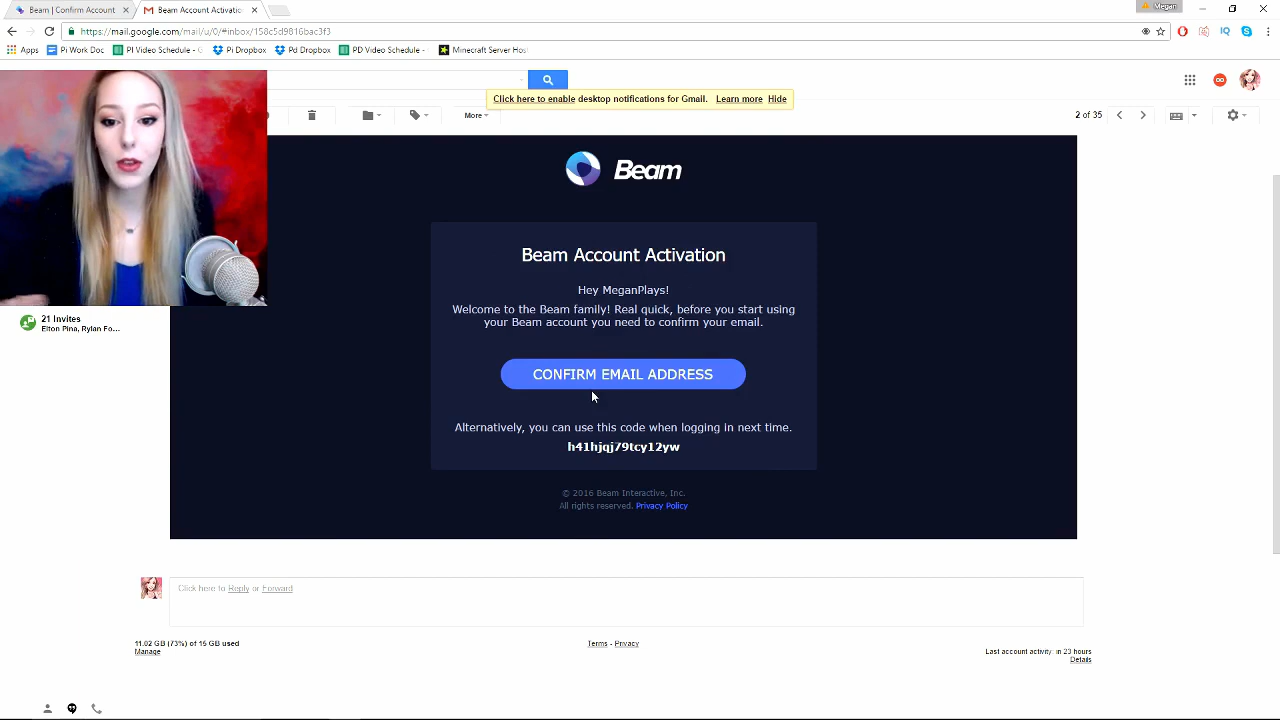 Beam | Confirm Account
Beam Account Activatio
Megan
https://mail.google.com/mail/u/0/#inbox/158c5d9816bac3f3
Apps
Pi Work Doc
PI Video Schedule - G
Pi Dropbox
Pd Dropbox
PD Video Schedule -
Minecraft Server Hos
Click here to enable desktop notifications for Gmail. Learn more Hide
More
2 of 35
Beam
Beam Account Activation
Hey MeganPlays!
Welcome to the Beam family! Real quick, before you start using
your Beam account you need to confirm your email.
CONFIRM EMAIL ADDRESS
Alternatively, you can use this code when logging in next time.
h41hjqj79tcy12yw
© 2016 Beam Interactive, Inc.
All rights reserved. Privacy Policy
21 Invites
Elton Pina, Rylan Fo...
Click here to Reply or Forward
11.02 GB (73%) of 15 GB used
Manage
Terms - Privacy
Last account activity: in 23 hours
Details